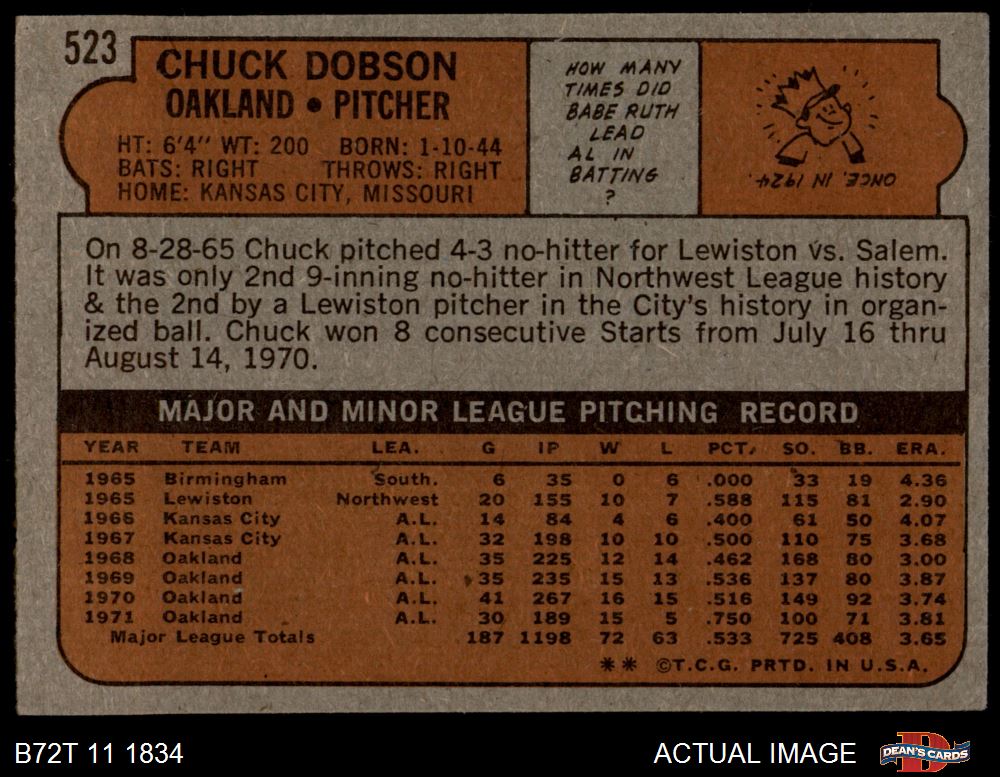 523
CHUCK DOBSON
OAKLAND • PITCHER
HT: 6'4" WT: 200 BORN: 1-10-44
BATS: RIGHT THROWS: RIGHT
HOME: KANSAS CITY, MISSOURI
HOW MANY
TIMES DID
BABE RUTH
LEAD
AL IN
BATTING
?
ONCE, IN 1924.
On 8-28-65 Chuck pitched 4-3 no-hitter for Lewiston vs. Salem.
It was only 2nd 9-inning no-hitter in Northwest League history
& the 2nd by a Lewiston pitcher in the City's history in organ-
ized ball. Chuck won 8 consecutive Starts from July 16 thru
August 14, 1970.
MAJOR AND MINOR LEAGUE PITCHING RECORD
YEAR TEAM LEA. G IP W L PCT. SO. BB. ERA.
1965 Birmingham South. 6 35 0 6 .000 33 19 4.36
1965 Lewiston Northwest 20 155 10 7 .588 115 81 2.90
1966 Kansas City A.L. 14 84 4 6 .400 61 50 4.07
1967 Kansas City A.L. 32 198 10 10 .500 110 75 3.68
1968 Oakland A.L. 35 225 12 14 .462 168 80 3.00
1969 Oakland A.L. 35 235 15 13 .536 137 80 3.87
1970 Oakland A.L. 41 267 16 15 .516 149 92 3.74
1971 Oakland A.L. 30 189 15 5 .750 100 71 3.81
Major League Totals 187 1198 72 63 .533 725 408 3.65
** ©T.C.G. PRTD. IN U.S.A.
B72T 11 1834
ACTUAL IMAGE
DEAN'S CARDS